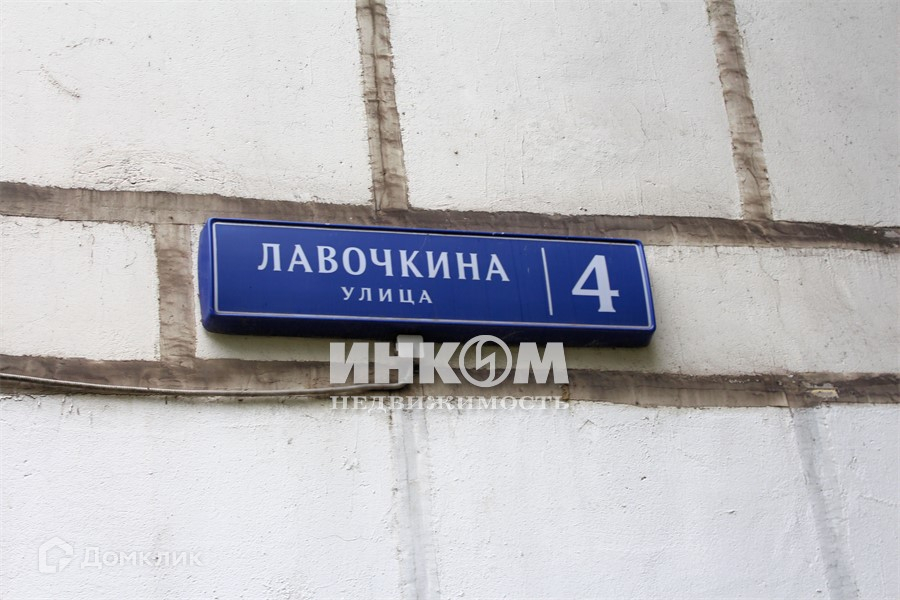 ЛАВОЧКИНА 4
УЛИЦА
ИНКОМ
НЕДВИЖИМОСТЬ
Домклик